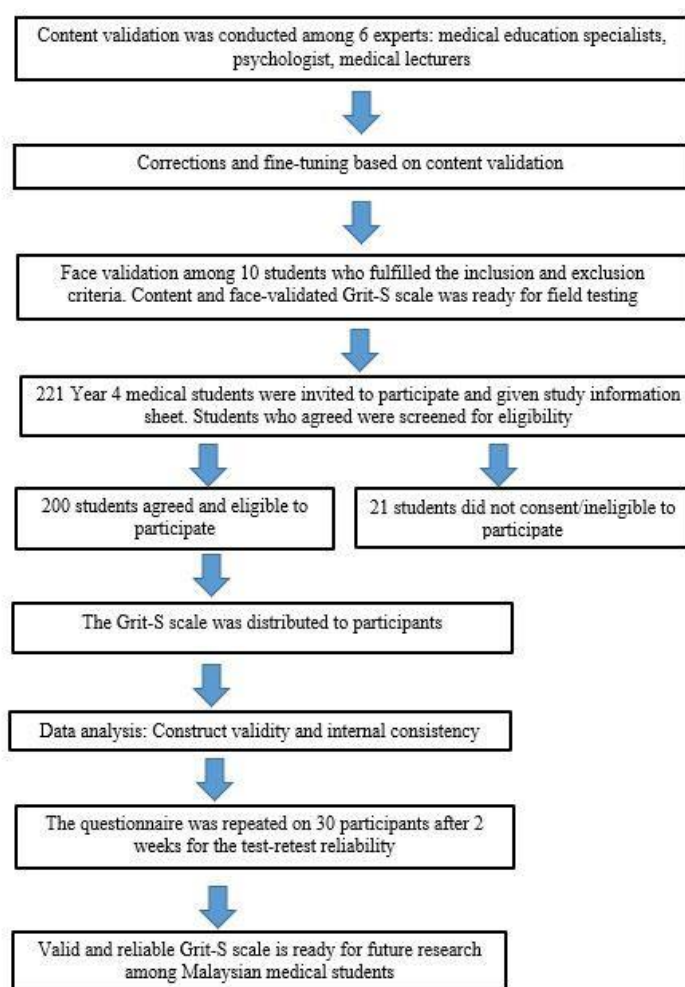 Content validation was conducted among 6 experts: medical education specialists,
psychologist, medical lecturers
Corrections and fine-tuning based on content validation
Face validation among 10 students who fulfilled the inclusion and exclusion
criteria. Content and face-validated Grit-S scale was ready for field testing
221 Year 4 medical students were invited to participate and given study information
sheet. Students who agreed were screened for eligibility
200 students agreed and eligible to
participate
21 students did not consent/ineligible to
participate
The Grit-S scale was distributed to participants
Data analysis: Construct validity and internal consistency
The questionnaire was repeated on 30 participants after 2
weeks for the test-retest reliability
Valid and reliable Grit-S scale is ready for future research
among Malaysian medical students